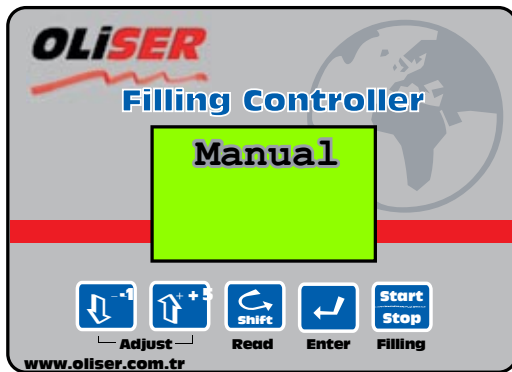 OLiSER
Filling Controller
Manual
- -1 + + 5 Shift Start Stop
Adjust Read Enter Filling
www.oliser.com.tr